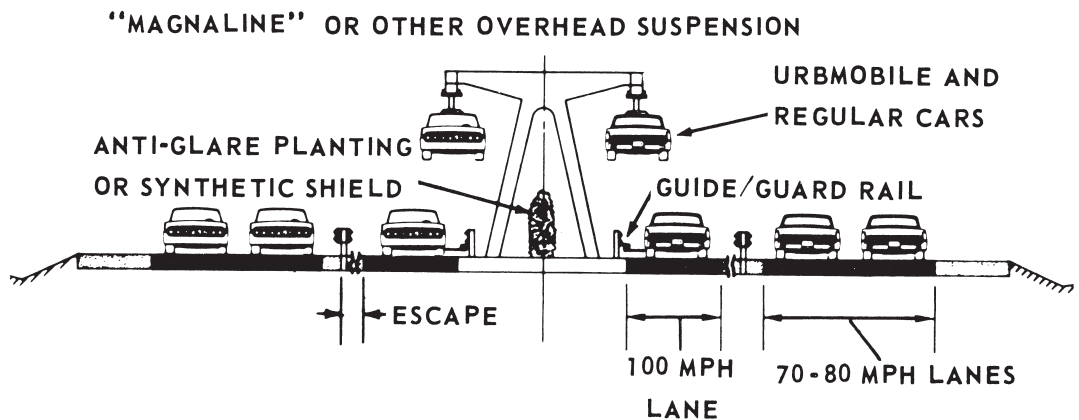 "MAGNALINE" OR OTHER OVERHEAD SUSPENSION
URBMOBILE AND
REGULAR CARS
ANTI-GLARE PLANTING
OR SYNTHETIC SHIELD
GUIDE/GUARD RAIL
ESCAPE
100 MPH
LANE
70-80 MPH LANES